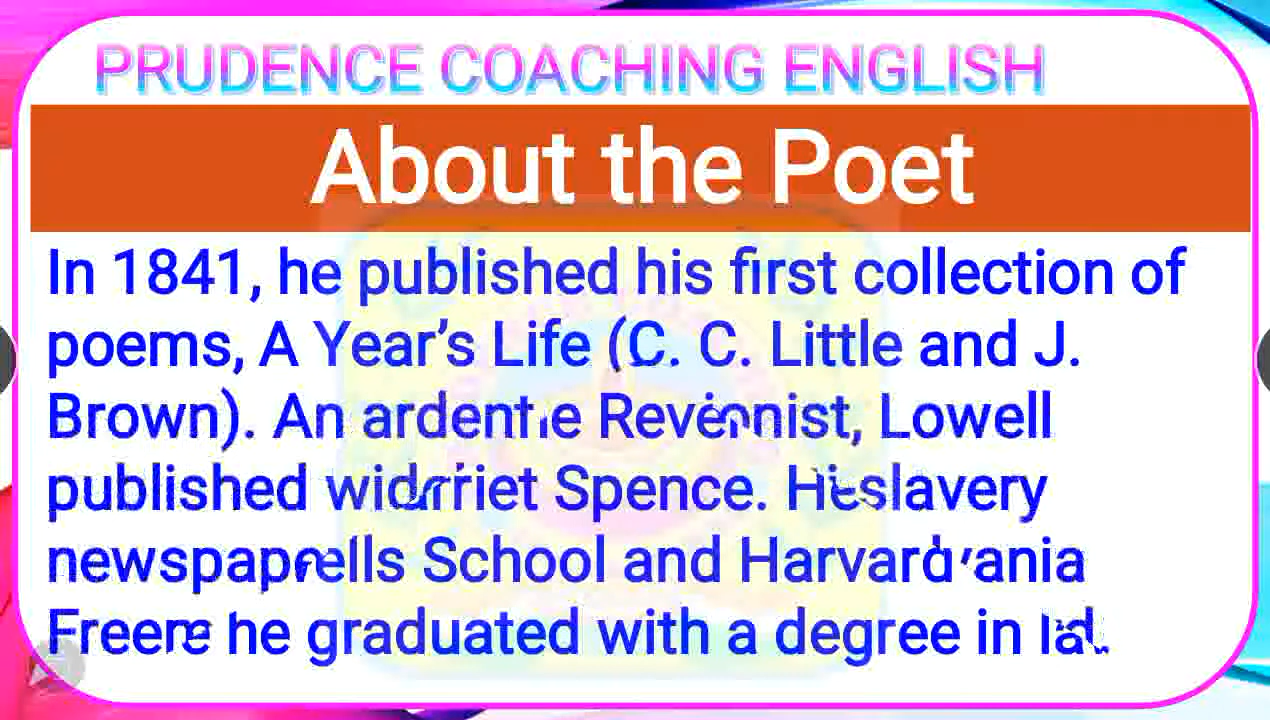 PRUDENCE COACHING ENGLISH
About the Poet
In 1841, he published his first collection of
poems, A Year's Life (C. C. Little and J.
Brown). An Lowell
published Spence.
School and Harvard
he graduated with a degree in